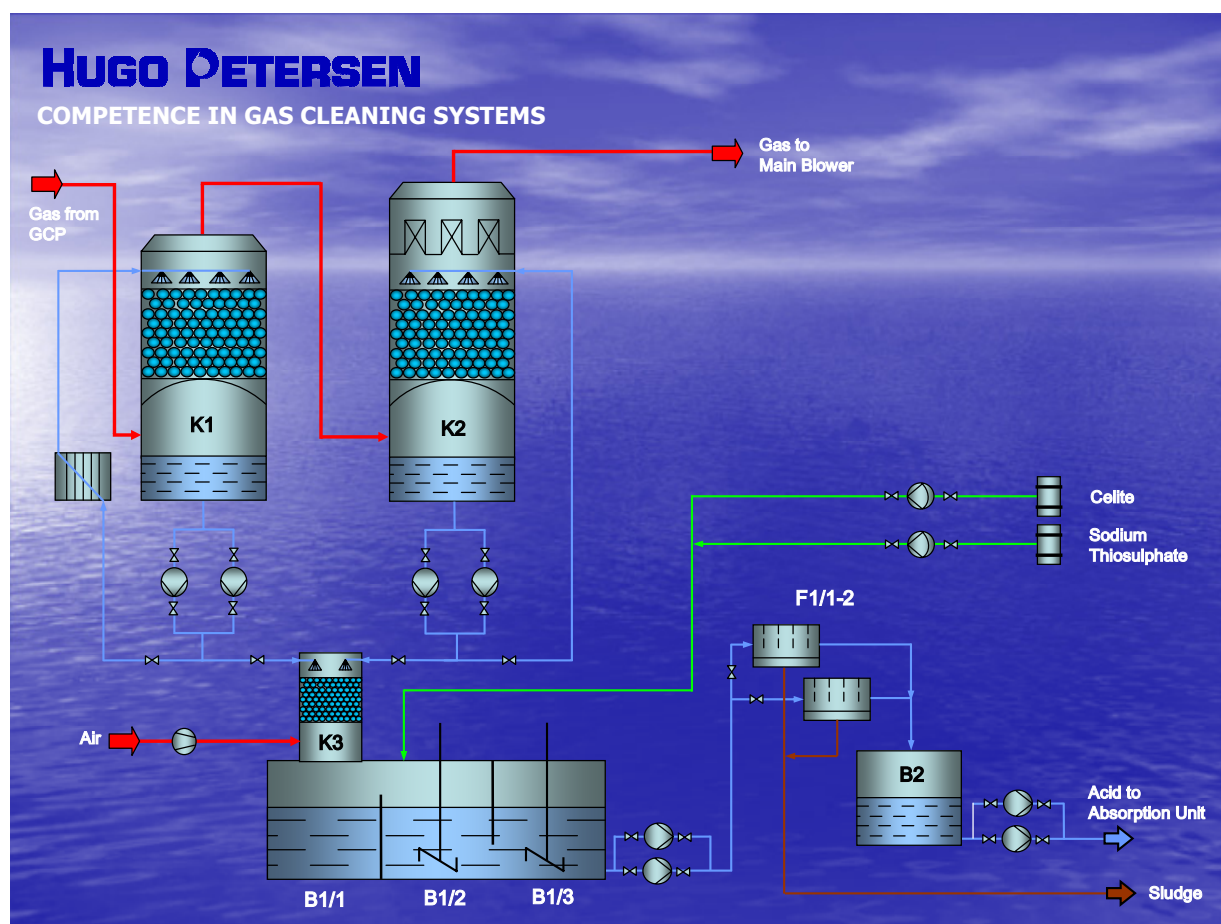 HUGO PETERSEN
COMPETENCE IN GAS CLEANING SYSTEMS
Gas to
Main Blower
Gas from
GCP
K1
K2
Celite
Sodium
Thiosulphate
F1/1-2
Air
K3
B2
Acid to
Absorption Unit
B1/1
B1/2
B1/3
Sludge